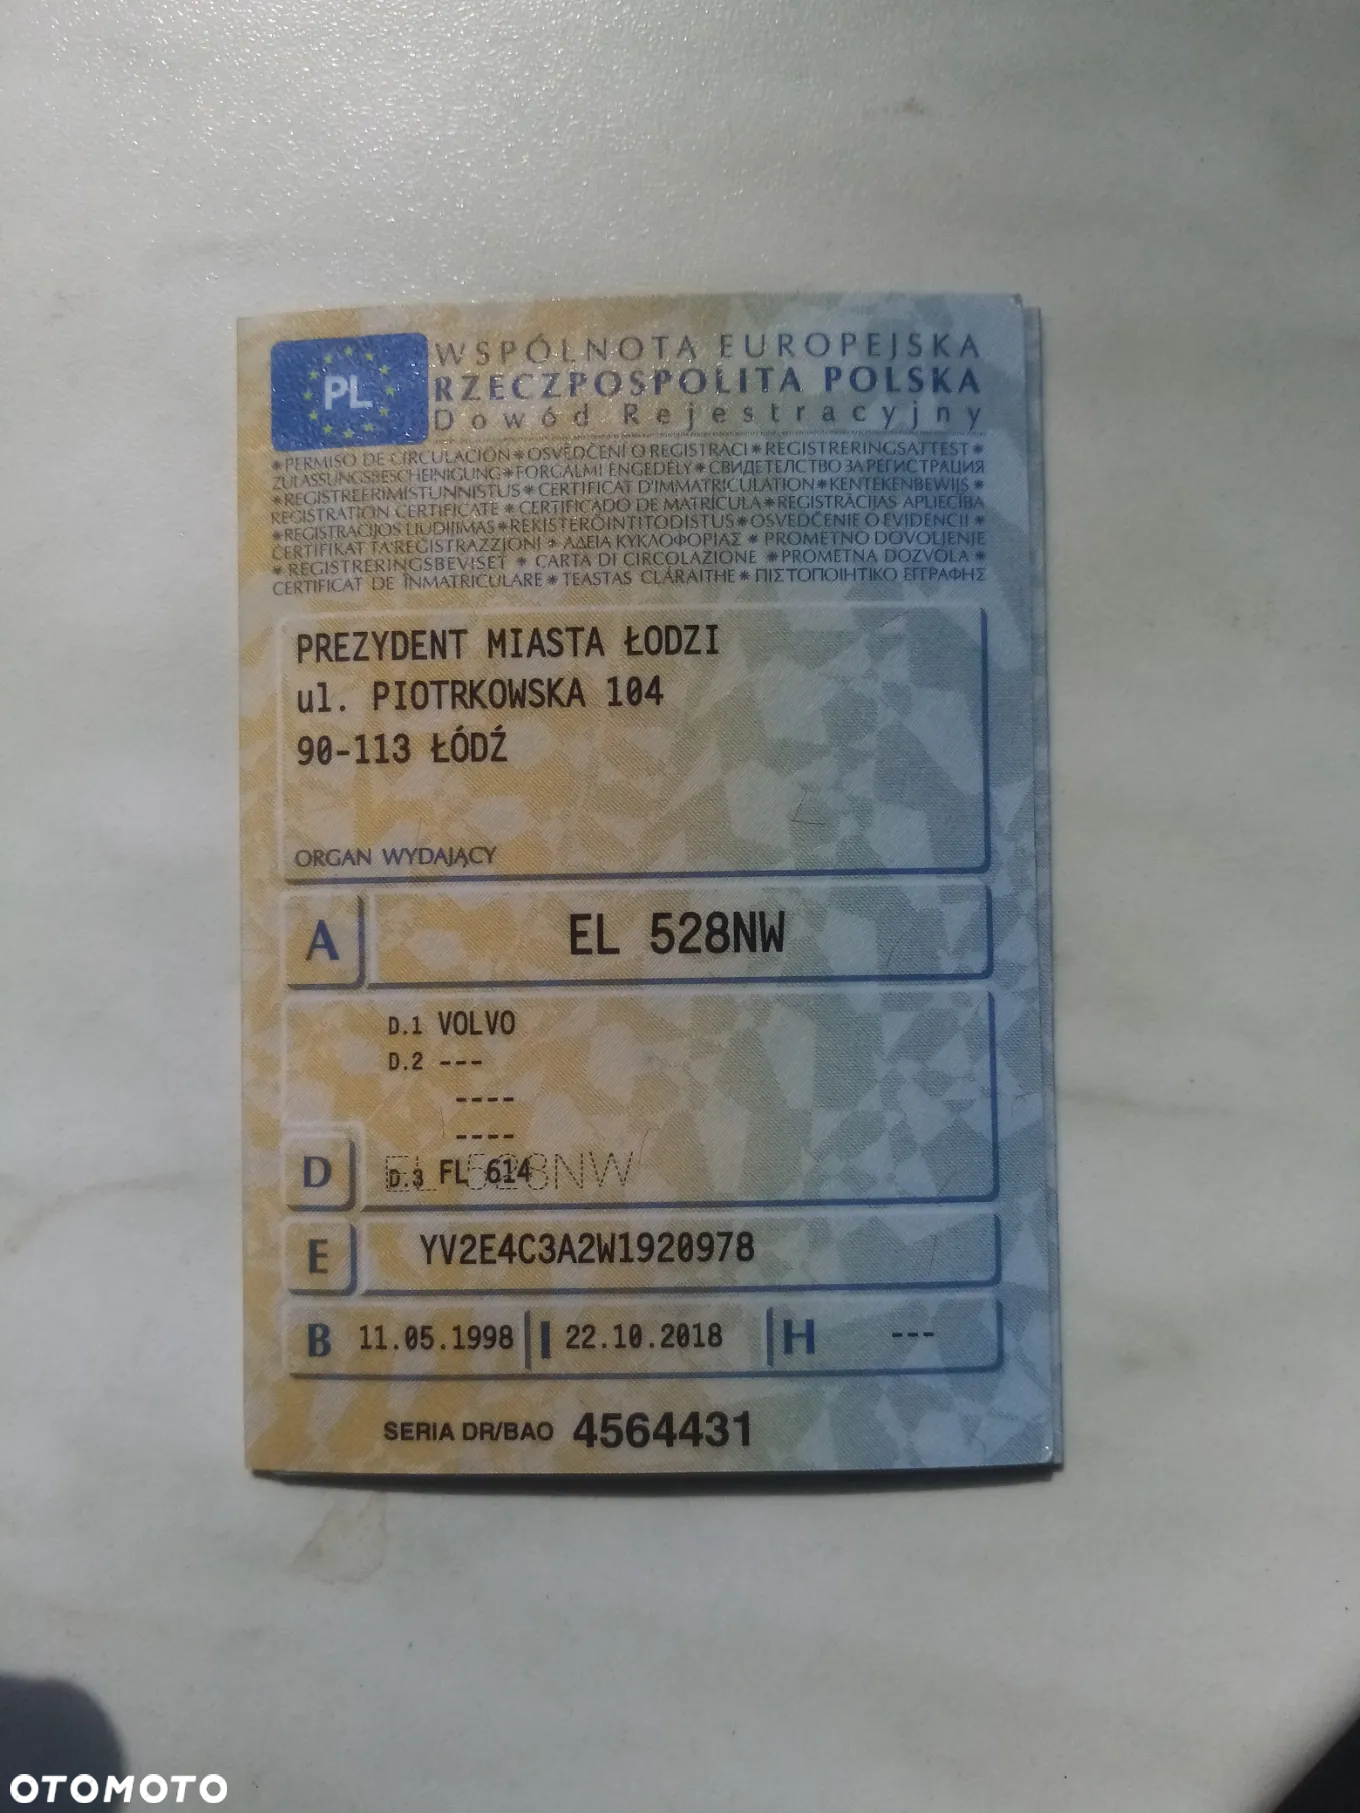 PL
WSPÓLNOTA EUROPEJSKA
RZECZPOSPOLITA POLSKA
Dowód Rejestracyjny
* PERMISO DE CIRCULACIÓN * OSVĚDČENÍ O REGISTRACI * REGISTRERINGSATTEST *
ZULASSUNGSBESCHEINIGUNG * FORGALMI ENGEDÉLY * СВИДЕТЕЛСТВО ЗА РЕГИСТРАЦИЯ
* REGISTREERIMISTUNNISTUS * CERTIFICAT D'IMMATRICULATION * KENTEKENBEWIJS *
REGISTRATION CERTIFICATE * CERTIFICADO DE MATRÍCULA * REĢISTRĀCIJAS APLIECĪBA
* REGISTRACIJOS LIUDIJIMAS * REKISTERÖINTITODISTUS * OSVEDČENIE O EVIDENCII *
ĊERTIFIKAT TA'REĠISTRAZZJONI * ΑΔΕΙΑ ΚΥΚΛΟΦΟΡΙΑΣ * PROMETNO DOVOLJENJE
* REGISTRERINGSBEVISET * CARTA DI CIRCOLAZIONE * PROMETNA DOZVOLA *
CERTIFICAT DE ÎNMATRICULARE * TEASTAS CLÁRAITHE * ΠΙΣΤΟΠΟΙΗΤΙΚΟ ΕΓΓΡΑΦΗΣ
PREZYDENT MIASTA ŁODZI
ul. PIOTRKOWSKA 104
90-113 ŁÓDŹ
ORGAN WYDAJĄCY
A EL 528NW
D.1 VOLVO
D.2 ---
----
----
D D.3 FL 614
EL 528NW
E YV2E4C3A2W1920978
B 11.05.1998 I 22.10.2018 H ---
SERIA DR/BAO 4564431
OTOMOTO